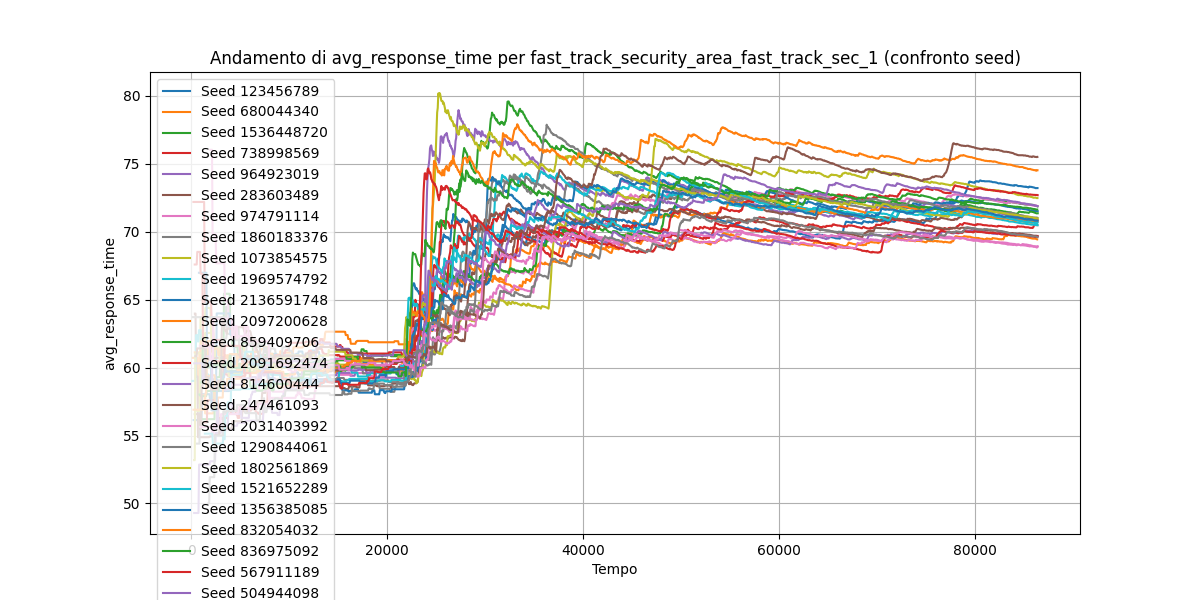 Andamento di avg_response_time per fast_track_security_area_fast_track_sec_1 (confronto seed)
80
75
70
65
60
55
50
avg_response_time
Seed 123456789
Seed 680044340
Seed 1536448720
Seed 738998569
Seed 964923019
Seed 283603489
Seed 974791114
Seed 1860183376
Seed 1073854575
Seed 1969574792
Seed 2136591748
Seed 2097200628
Seed 859409706
Seed 2091692474
Seed 814600444
Seed 247461093
Seed 2031403992
Seed 1290844061
Seed 1802561869
Seed 1521652289
Seed 1356385085
Seed 832054032
Seed 836975092
Seed 567911189
Seed 504944098
0
20000
40000
60000
80000
Tempo